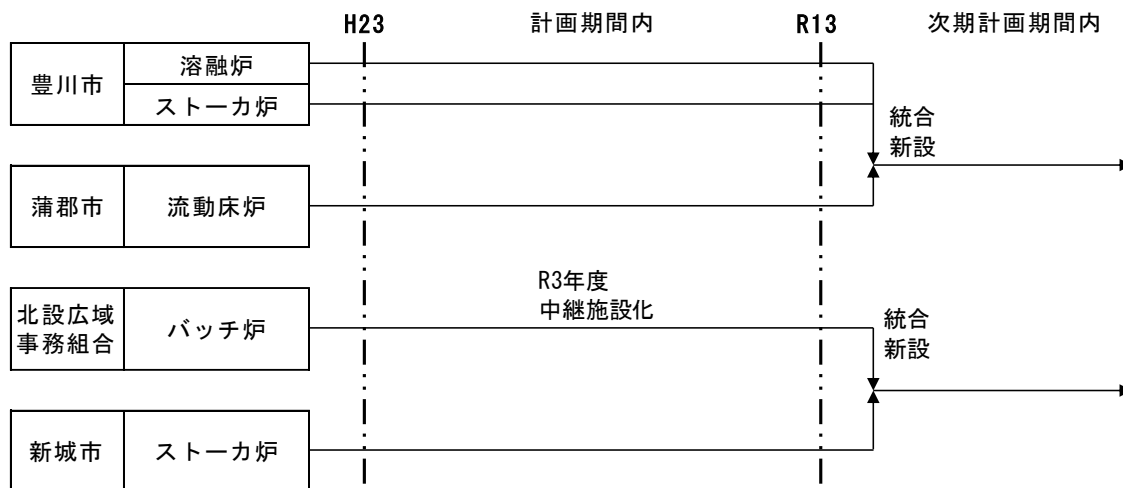 H23
計画期間内
R13
次期計画期間内
豊川市
溶融炉
ストーカ炉
統合
新設
蒲郡市
流動床炉
R3年度
中継施設化
北設広域
事務組合
バッチ炉
統合
新設
新城市
ストーカ炉